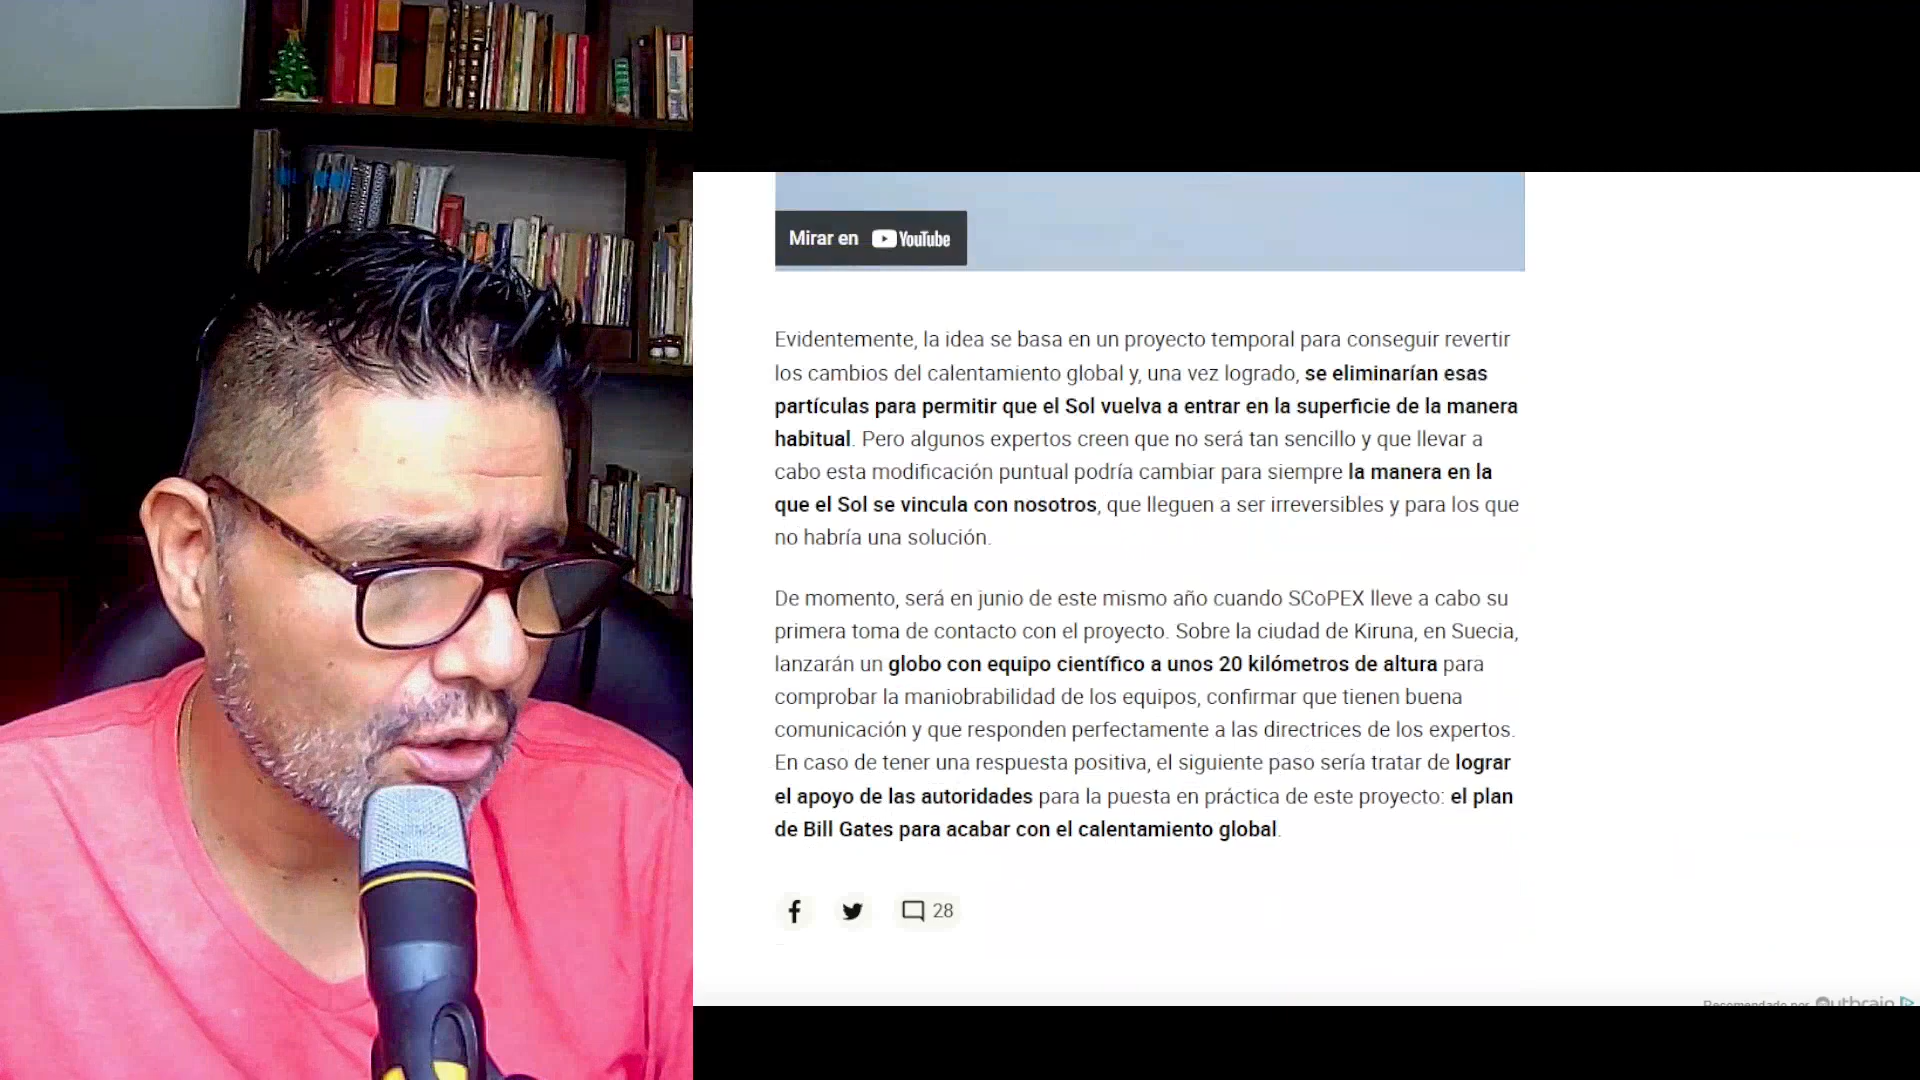 Mirar en YouTube
Evidentemente, la idea se basa en un proyecto temporal para conseguir revertir
los cambios del calentamiento global y, una vez logrado, se eliminarían esas
partículas para permitir que el Sol vuelva a entrar en la superficie de la manera
habitual. Pero algunos expertos creen que no será tan sencillo y que llevar a
cabo esta modificación puntual podría cambiar para siempre la manera en la
que el Sol se vincula con nosotros, que lleguen a ser irreversibles y para los que
no habría una solución.
De momento, será en junio de este mismo año cuando SCoPEX lleve a cabo su
primera toma de contacto con el proyecto. Sobre la ciudad de Kiruna, en Suecia,
lanzarán un globo con equipo científico a unos 20 kilómetros de altura para
comprobar la maniobrabilidad de los equipos, confirmar que tienen buena
comunicación y que responden perfectamente a las directrices de los expertos.
En caso de tener una respuesta positiva, el siguiente paso sería tratar de lograr
el apoyo de las autoridades para la puesta en práctica de este proyecto: el plan
de Bill Gates para acabar con el calentamiento global.
28
Recomendado por Outbrain